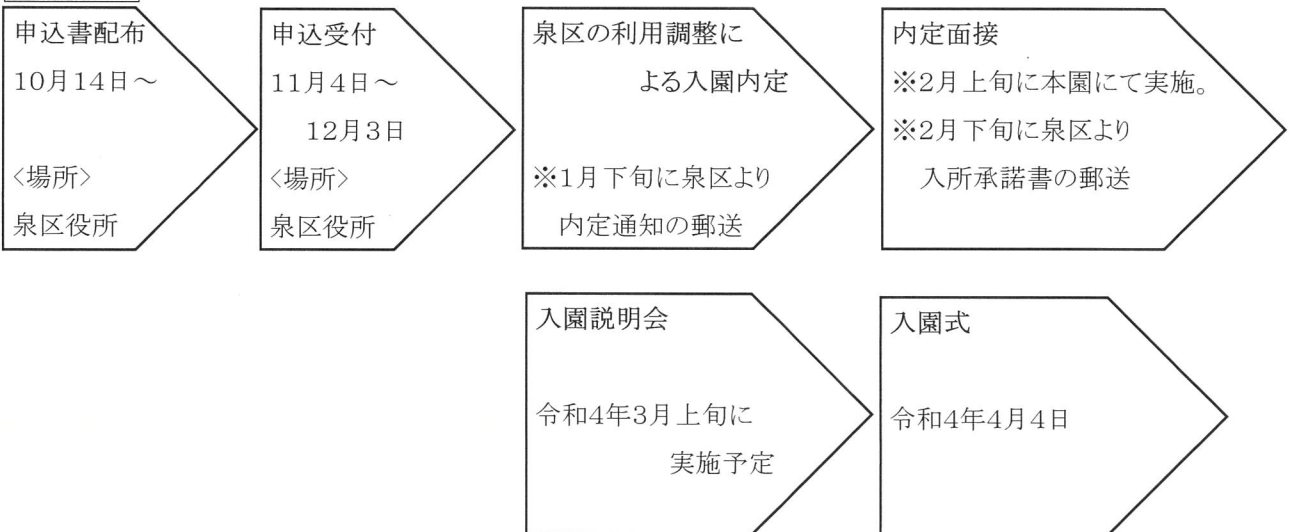 申込書配布
10月14日～
<場所>
泉区役所
申込受付
11月4日～
12月3日
<場所>
泉区役所
泉区の利用調整に
よる入園内定
※1月下旬に泉区より
内定通知の郵送
内定面接
※2月上旬に本園にて実施。
※2月下旬に泉区より
入所承諾書の郵送
入園説明会
令和4年3月上旬に
実施予定
入園式
令和4年4月4日